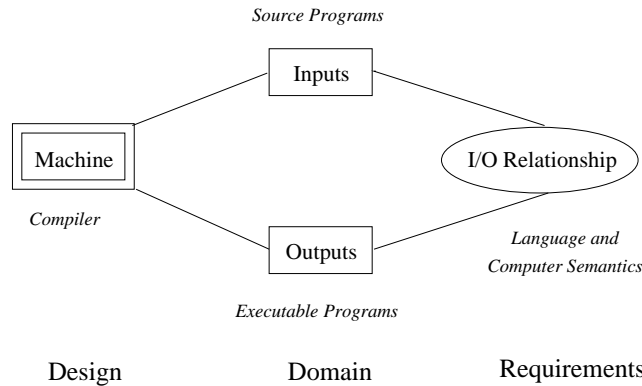 Source Programs
Inputs
Machine
I/O Relationship
Compiler
Outputs
Language and
Computer Semantics
Executable Programs
Design
Domain
Requirements